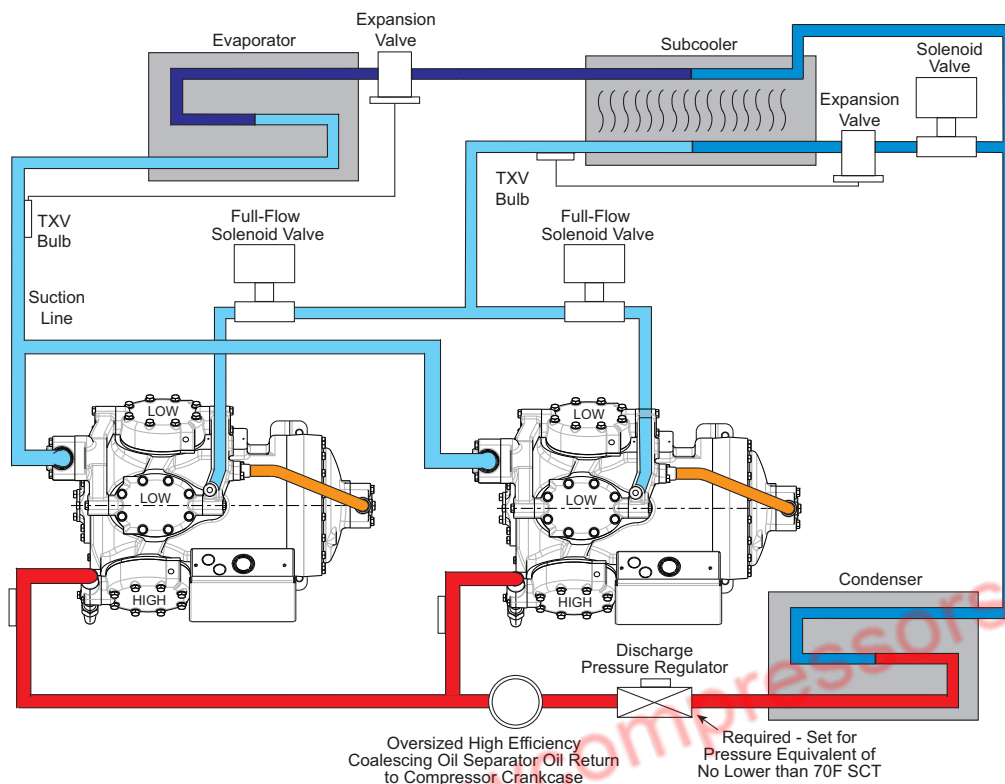 Evaporator
Expansion
Valve
Subcooler
Solenoid
Valve
Expansion
Valve
TXV
Bulb
TXV
Bulb
Full-Flow
Solenoid Valve
Full-Flow
Solenoid Valve
Suction
Line
LOW
LOW
HIGH
LOW
LOW
HIGH
Condenser
Discharge
Pressure Regulator
Oversized High Efficiency
Coalescing Oil Separator Oil Return
to Compressor Crankcase
Required - Set for
Pressure Equivalent of
No Lower than 70F SCT
compressors